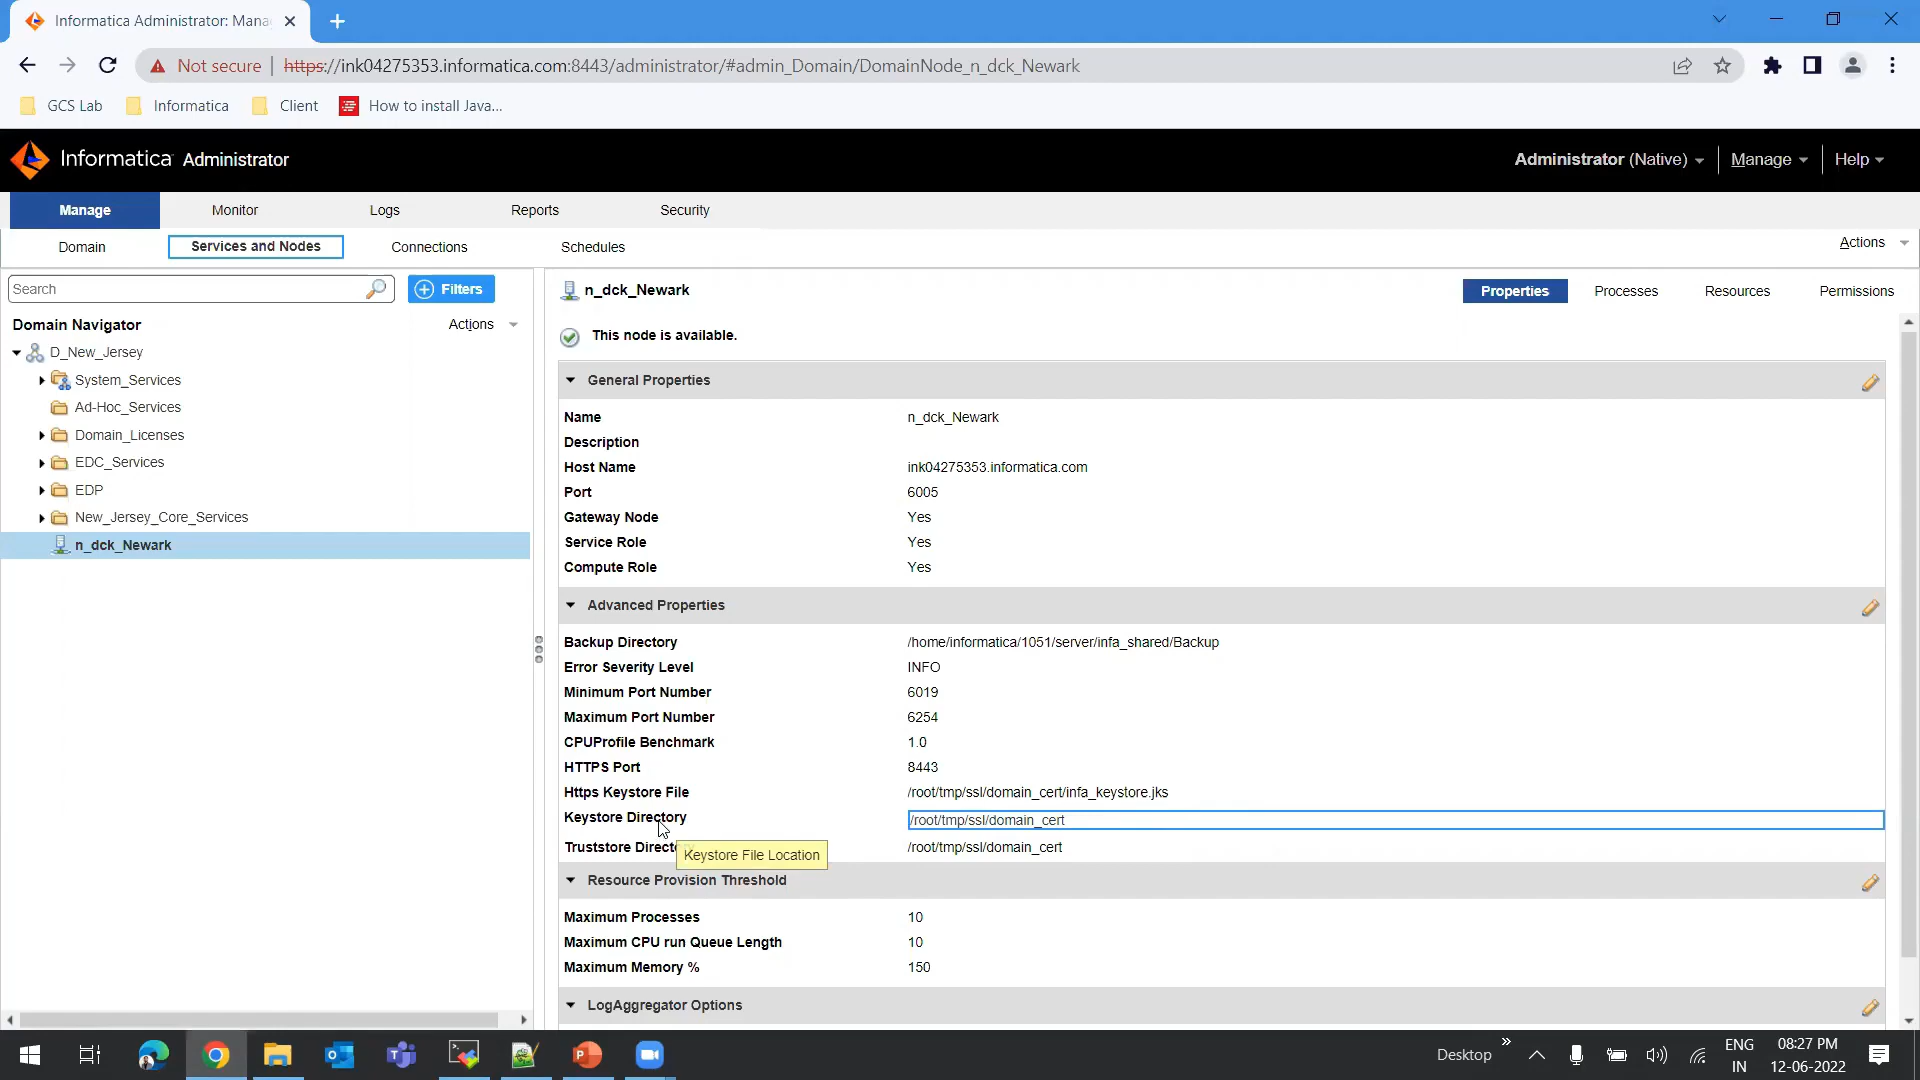 Informatica Administrator: Mana
Not secure | https://ink04275353.informatica.com:8443/administrator/#admin_Domain/DomainNode_n_dck_Newark
GCS Lab Informatica Client How to install Java...
Informatica Administrator Administrator (Native) Manage Help
Manage Monitor Logs Reports Security
Domain Services and Nodes Connections Schedules Actions
Search Filters
n_dck_Newark Properties Processes Resources Permissions
Domain Navigator Actions
This node is available.
D_New_Jersey
System_Services
Ad-Hoc_Services
Domain_Licenses
EDC_Services
EDP
New_Jersey_Core_Services
n_dck_Newark
General Properties
Name n_dck_Newark
Description
Host Name ink04275353.informatica.com
Port 6005
Gateway Node Yes
Service Role Yes
Compute Role Yes
Advanced Properties
Backup Directory /home/informatica/1051/server/infa_shared/Backup
Error Severity Level INFO
Minimum Port Number 6019
Maximum Port Number 6254
CPUProfile Benchmark 1.0
HTTPS Port 8443
Https Keystore File /root/tmp/ssl/domain_cert/infa_keystore.jks
Keystore Directory /root/tmp/ssl/domain_cert
Truststore Directo /root/tmp/ssl/domain_cert
Keystore File Location
Resource Provision Threshold
Maximum Processes 10
Maximum CPU run Queue Length 10
Maximum Memory % 150
LogAggregator Options
Desktop ENG 08:27 PM
IN 12-06-2022